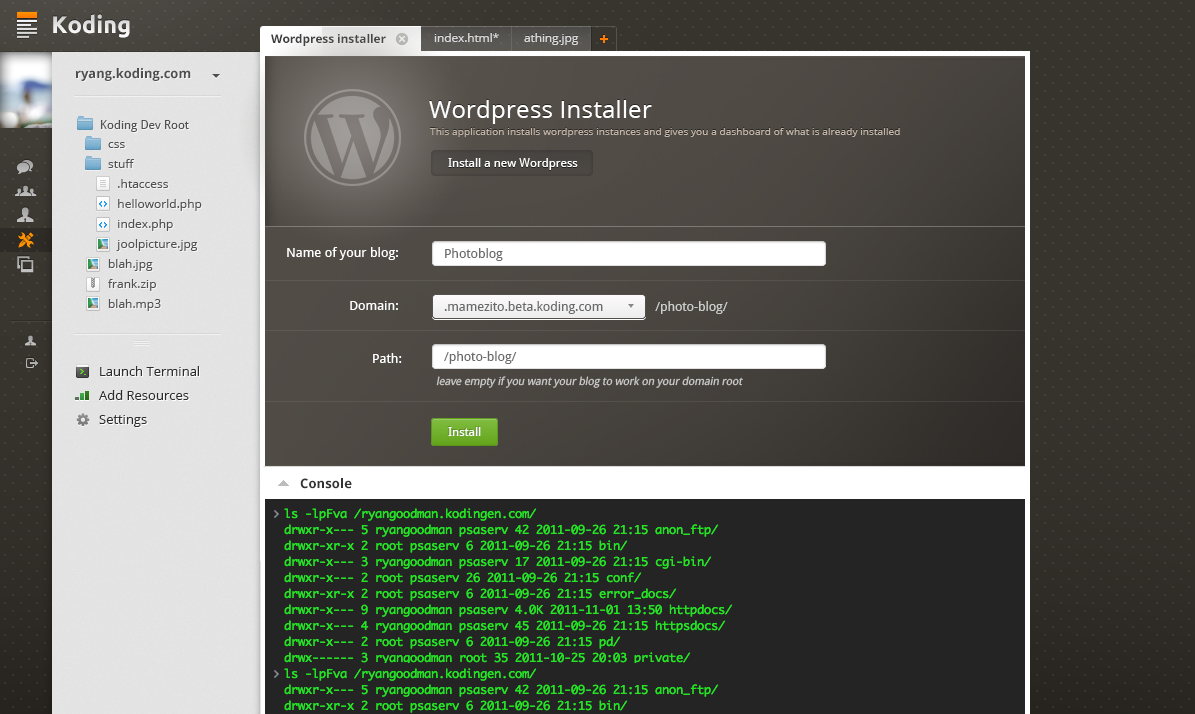 Koding
Wordpress installer
index.html*
athing.jpg
+
ryang.koding.com
Koding Dev Root
css
stuff
.htaccess
helloworld.php
index.php
joolpicture.jpg
blah.jpg
frank.zip
blah.mp3
Launch Terminal
Add Resources
Settings
Wordpress Installer
This application installs wordpress instances and gives you a dashboard of what is already installed
Install a new Wordpress
Name of your blog: Photoblog
Domain: .mamezito.beta.koding.com /photo-blog/
Path: /photo-blog/
leave empty if you want your blog to work on your domain root
Install
Console
ls -lpFva /ryangoodman.kodingen.com/
drwxr-x--- 5 ryangoodman psaserv 42 2011-09-26 21:15 anon_ftp/
drwxr-xr-x 2 root psaserv 6 2011-09-26 21:15 bin/
drwxr-x--- 3 ryangoodman psaserv 17 2011-09-26 21:15 cgi-bin/
drwxr-x--- 2 root psaserv 26 2011-09-26 21:15 conf/
drwxr-xr-x 2 root psaserv 6 2011-09-26 21:15 error_docs/
drwxr-x--- 9 ryangoodman psaserv 4.0K 2011-11-01 13:50 httpdocs/
drwxr-x--- 4 ryangoodman psaserv 45 2011-09-26 21:15 httpsdocs/
drwxr-x--- 2 root psaserv 6 2011-09-26 21:15 pd/
drwx------ 3 ryangoodman root 35 2011-10-25 20:03 private/
ls -lpFva /ryangoodman.kodingen.com/
drwxr-x--- 5 ryangoodman psaserv 42 2011-09-26 21:15 anon_ftp/
drwxr-xr-x 2 root psaserv 6 2011-09-26 21:15 bin/